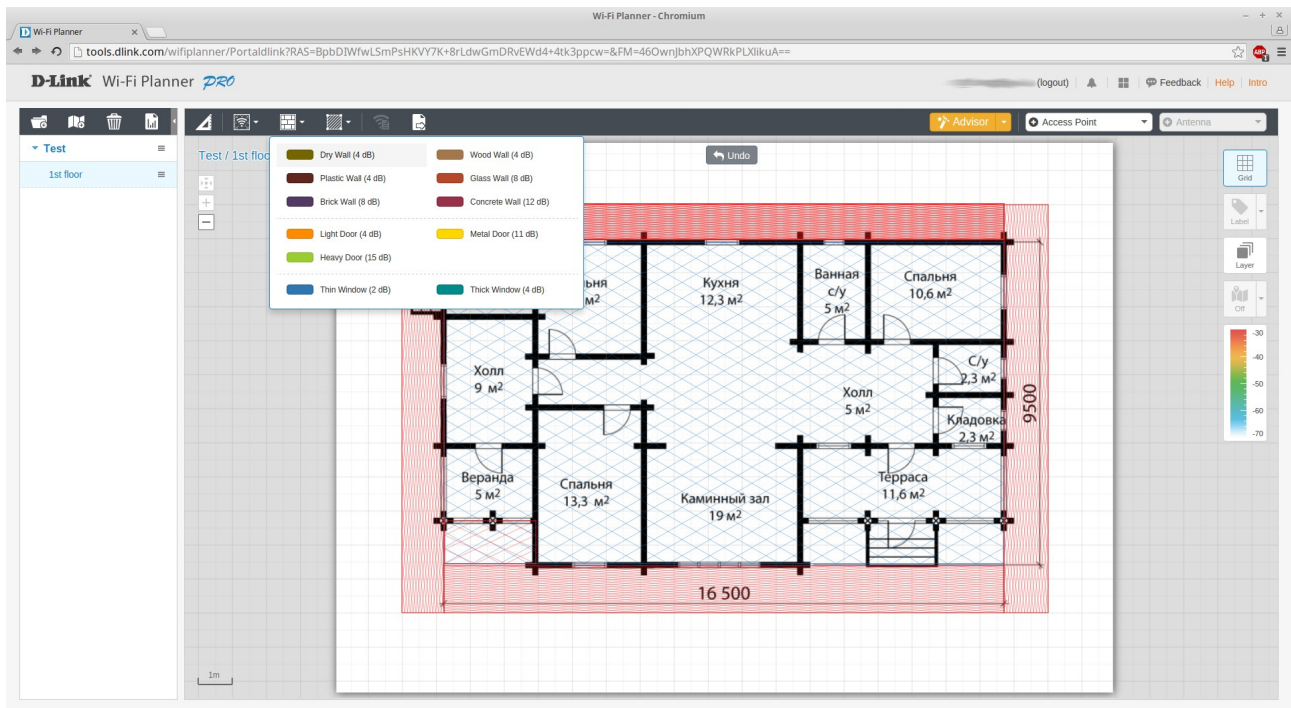 Wi-Fi Planner - Chromium
Wi-Fi Planner
tools.dlink.com/wifiplanner/Portaldlink?RAS=BpbDIWfwLSmPsHKVY7K+8rLdwGmDRvEWd4+4tk3ppcw=&FM=46OwnJbhXPQWRkPLXlikuA==
D-Link Wi-Fi Planner PRO
(logout) Feedback Help Intro
Advisor
Access Point
Antenna
Test
1st floor
Test / 1st floo
Undo
Dry Wall (4 dB) Wood Wall (4 dB)
Plastic Wall (4 dB) Glass Wall (8 dB)
Brick Wall (8 dB) Concrete Wall (12 dB)
Light Door (4 dB) Metal Door (11 dB)
Heavy Door (15 dB)
Thin Window (2 dB) Thick Window (4 dB)
Grid
Label
Layer
Off
-30
-40
-50
-60
-70
ьня
м2
Кухня
12,3 м2
Ванная
с/у
5 м2
Спальня
10,6 м2
Холл
9 м2
Холл
5 м2
С/у
2,3 м2
Кладовка
2,3 м2
9500
Веранда
5 м2
Спальня
13,3 м2
Каминный зал
19 м2
Терраса
11,6 м2
16 500
1m